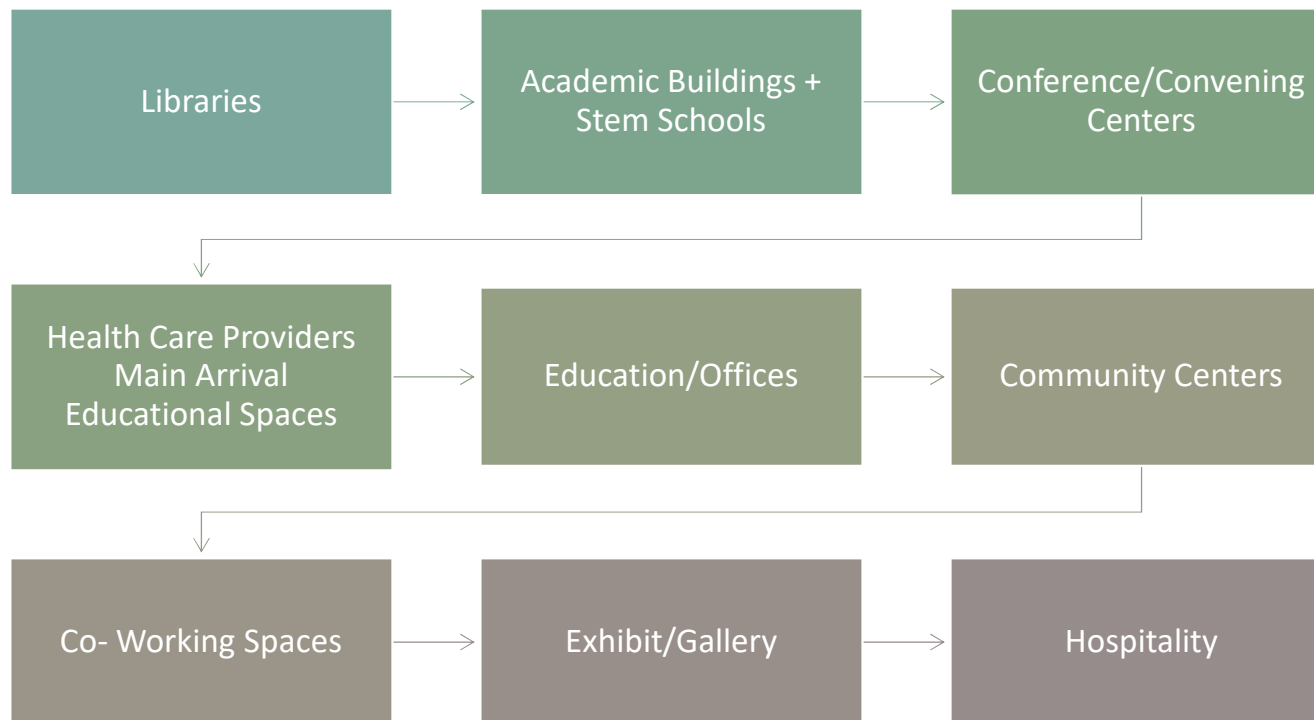 Libraries
Academic Buildings +
Stem Schools
Conference/Convening
Centers
Health Care Providers
Main Arrival
Educational Spaces
Education/Offices
Community Centers
Co- Working Spaces
Exhibit/Gallery
Hospitality